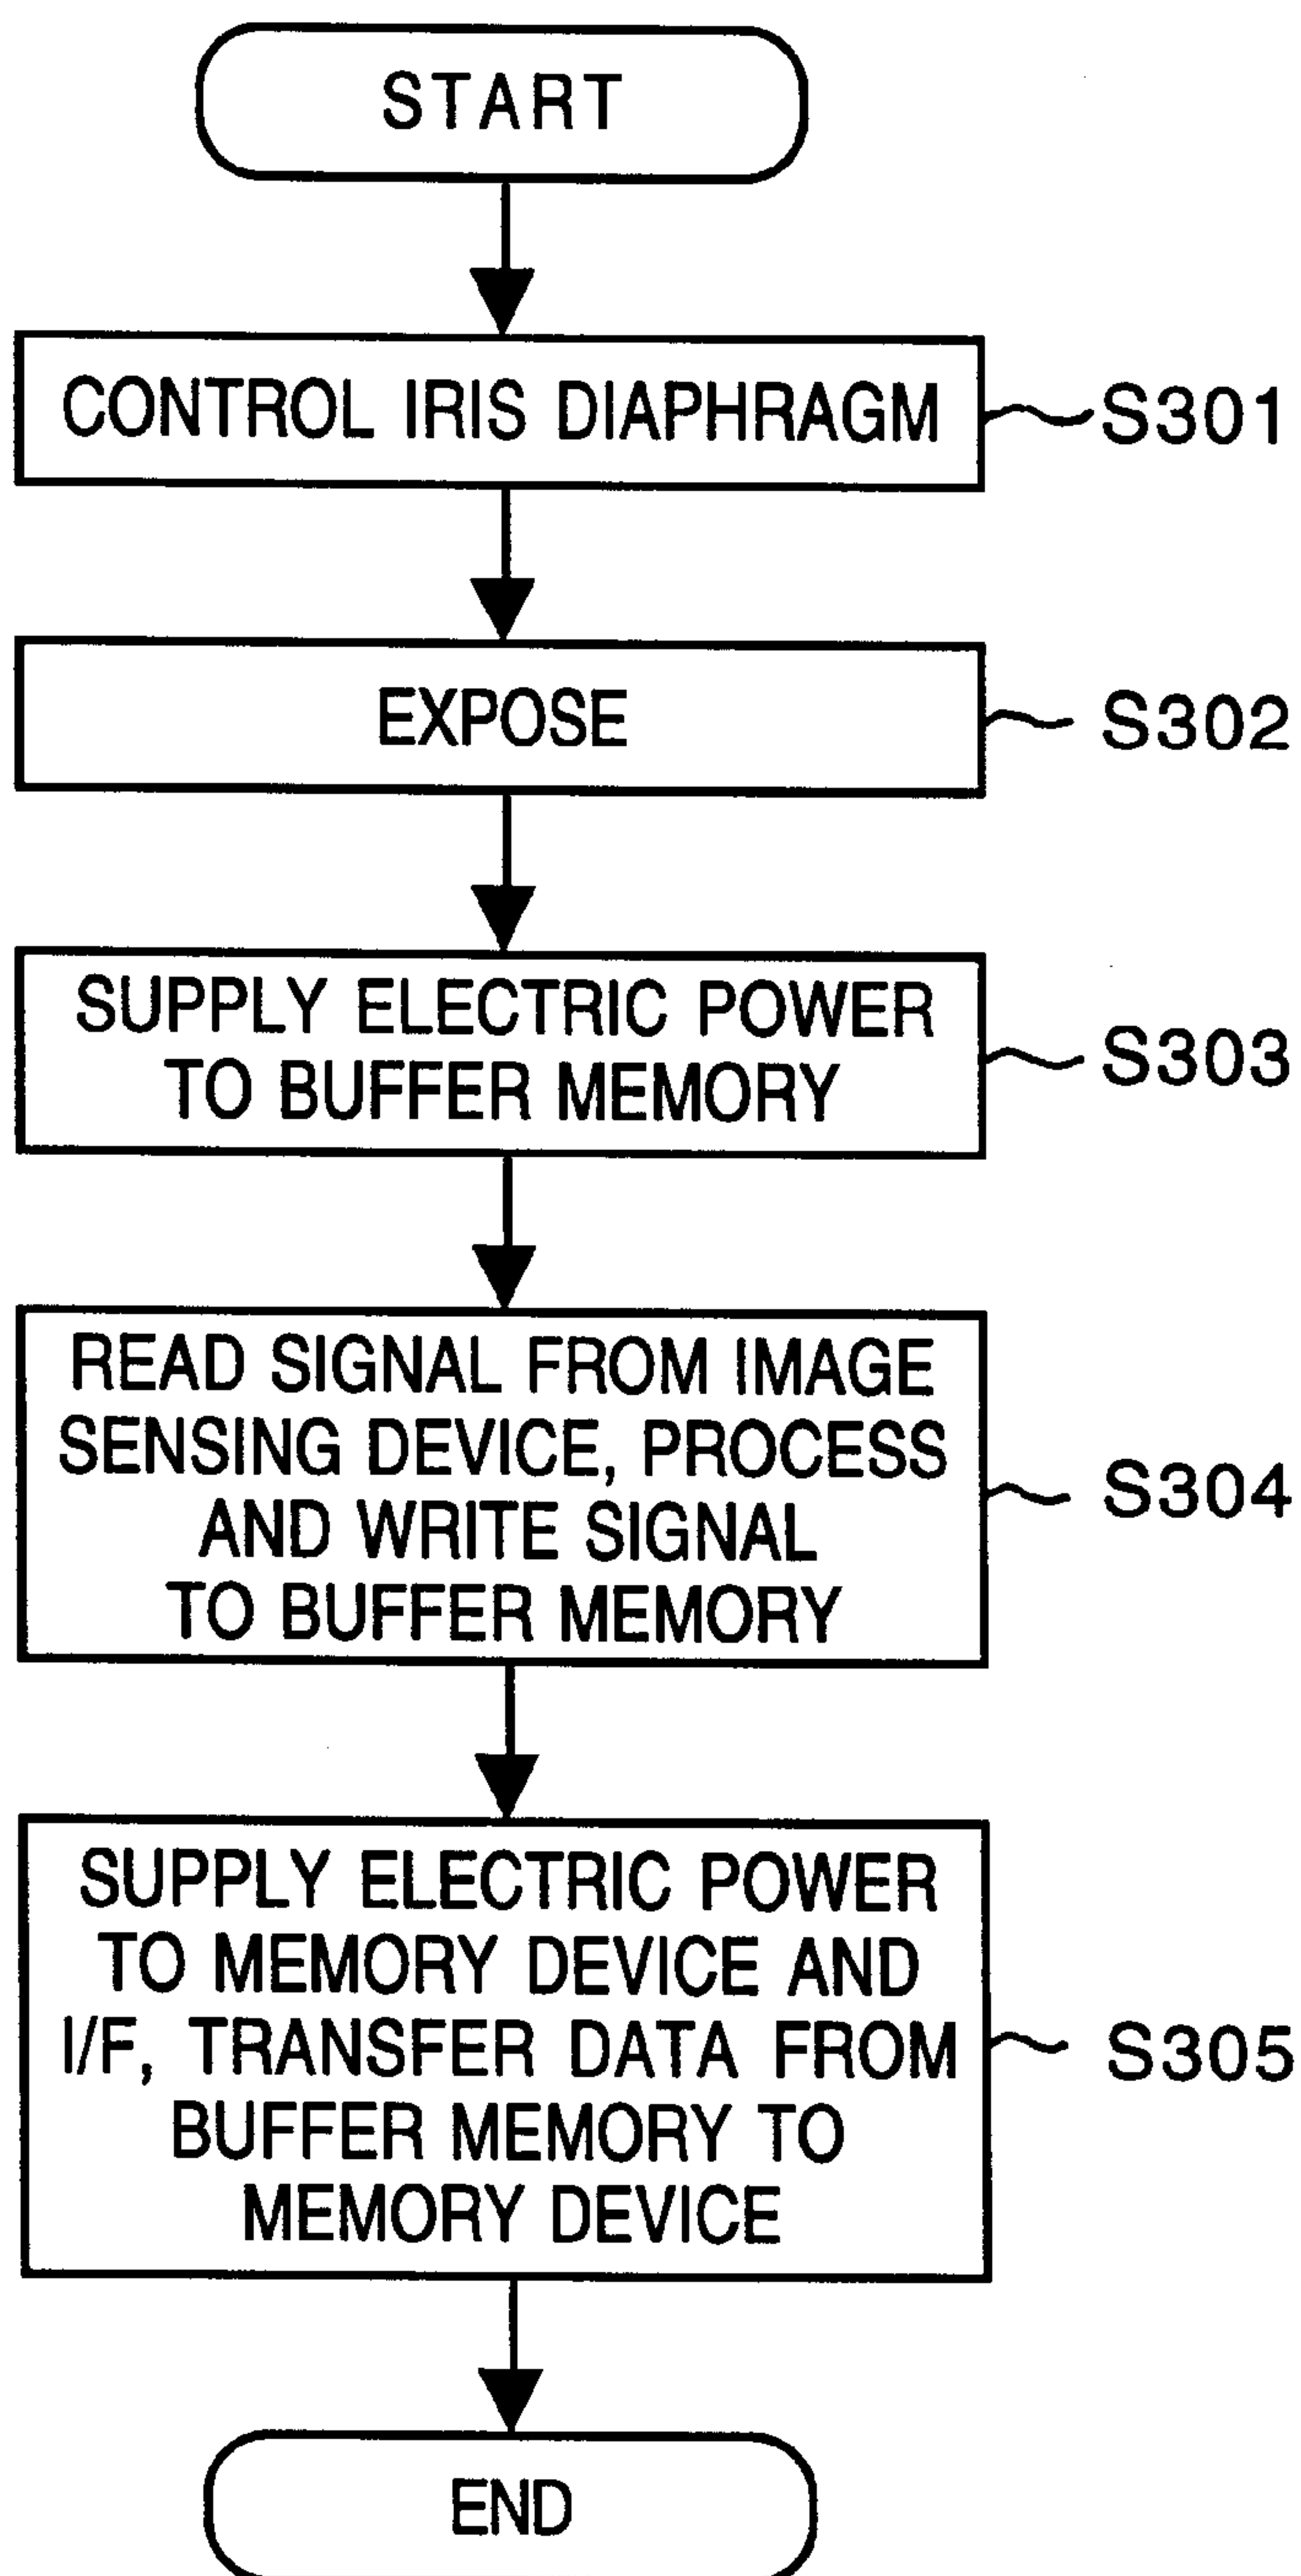 START
CONTROL IRIS DIAPHRAGM
S301
EXPOSE
S302
SUPPLY ELECTRIC POWER
TO BUFFER MEMORY
S303
READ SIGNAL FROM IMAGE
SENSING DEVICE, PROCESS
AND WRITE SIGNAL
TO BUFFER MEMORY
S304
SUPPLY ELECTRIC POWER
TO MEMORY DEVICE AND
I/F, TRANSFER DATA FROM
BUFFER MEMORY TO
MEMORY DEVICE
S305
END